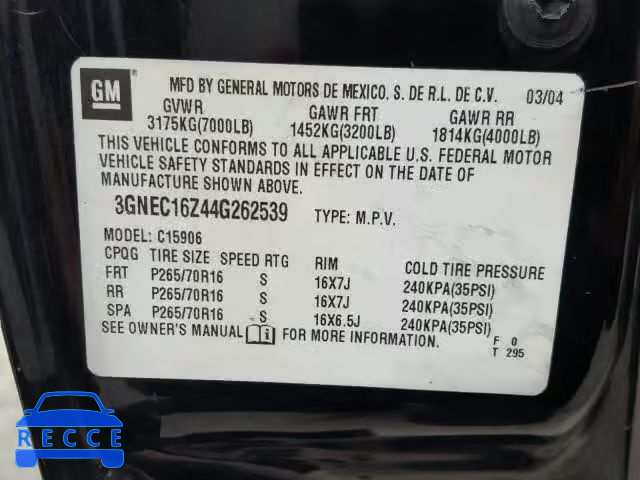 GM
MFD BY GENERAL MOTORS DE MEXICO, S. DE R.L. DE C.V. 03/04
GVWR GAWR FRT GAWR RR
3175KG(7000LB) 1452KG(3200LB) 1814KG(4000LB)
THIS VEHICLE CONFORMS TO ALL APPLICABLE U.S. FEDERAL MOTOR
VEHICLE SAFETY STANDARDS IN EFFECT ON THE DATE OF
MANUFACTURE SHOWN ABOVE.
3GNEC16Z44G262539 TYPE: M.P.V.
MODEL: C15906
CPQG TIRE SIZE SPEED RTG RIM COLD TIRE PRESSURE
FRT P265/70R16 S 16X7J 240KPA(35PSI)
RR P265/70R16 S 16X7J 240KPA(35PSI)
SPA P265/70R16 S 16X6.5J 240KPA(35PSI)
SEE OWNER'S MANUAL FOR MORE INFORMATION.
F 0
T 295
RECCE